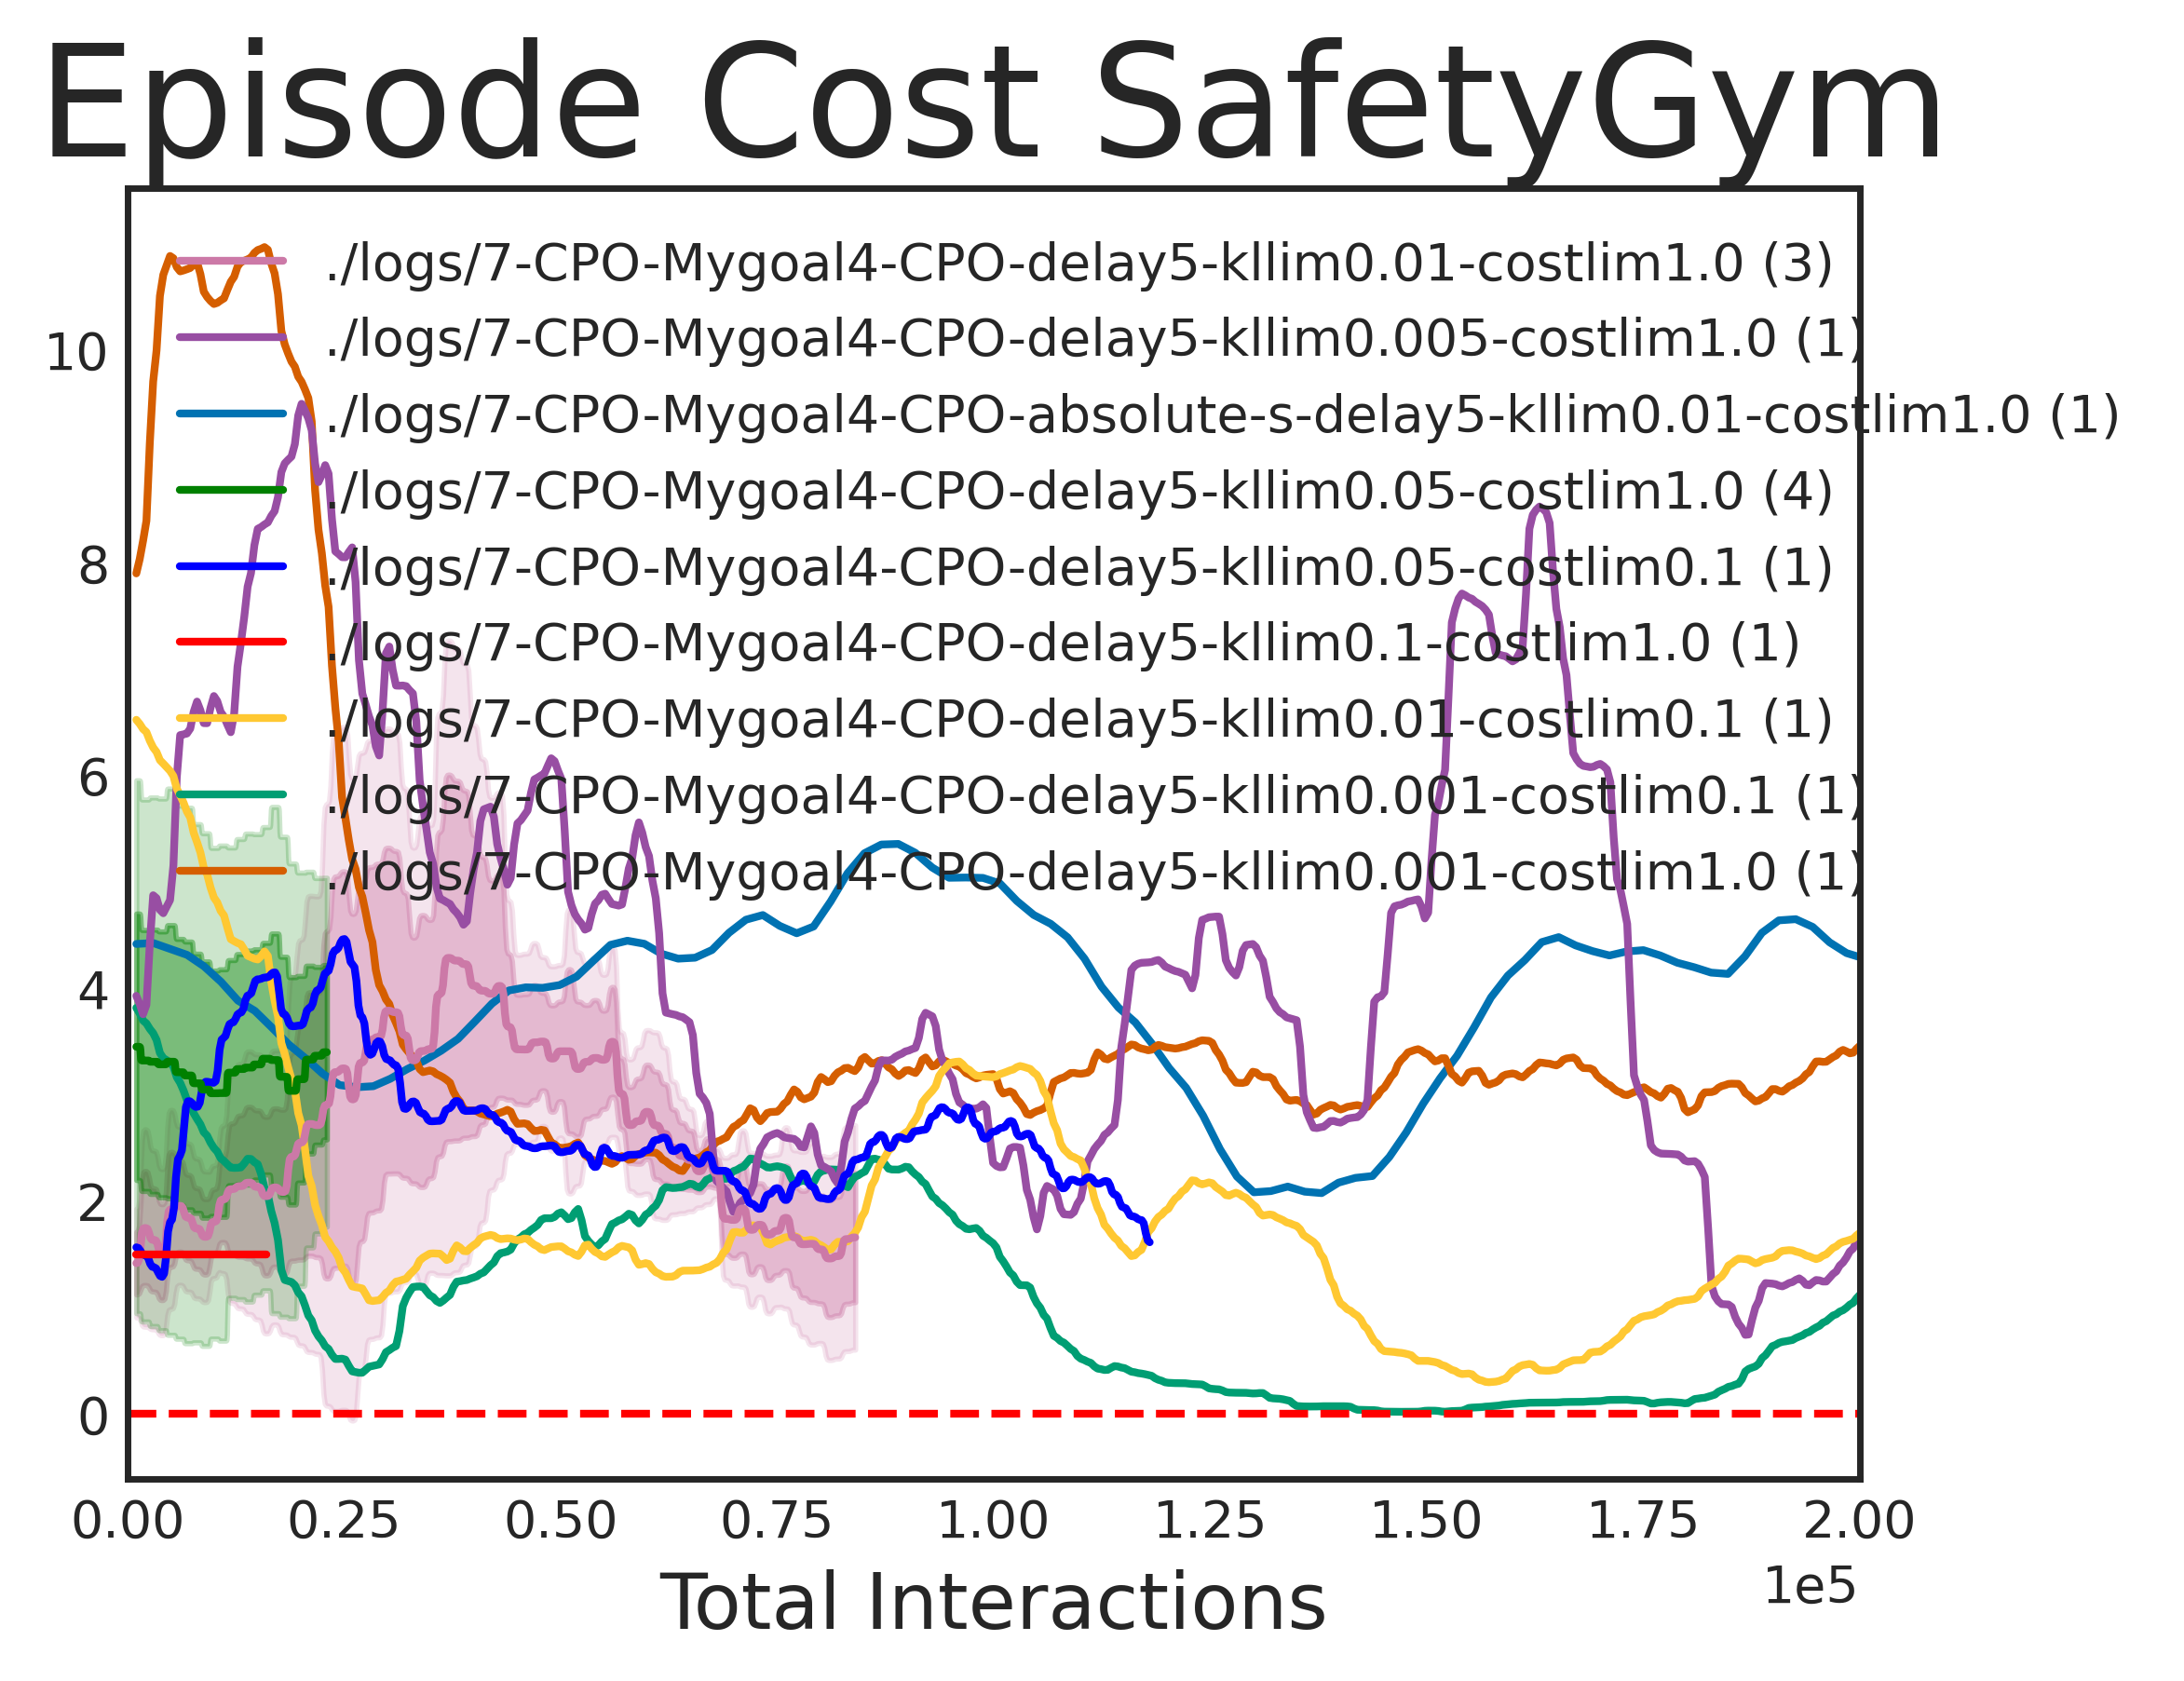 Episode Cost SafetyGym
./logs/7-CPO-Mygoal4-CPO-delay5-kllim0.01-costlim1.0 (3)
./logs/7-CPO-Mygoal4-CPO-delay5-kllim0.005-costlim1.0 (1)
./logs/7-CPO-Mygoal4-CPO-absolute-s-delay5-kllim0.01-costlim1.0 (1)
./logs/7-CPO-Mygoal4-CPO-delay5-kllim0.05-costlim1.0 (4)
./logs/7-CPO-Mygoal4-CPO-delay5-kllim0.05-costlim0.1 (1)
./logs/7-CPO-Mygoal4-CPO-delay5-kllim0.1-costlim1.0 (1)
./logs/7-CPO-Mygoal4-CPO-delay5-kllim0.01-costlim0.1 (1)
./logs/7-CPO-Mygoal4-CPO-delay5-kllim0.001-costlim0.1 (1)
./logs/7-CPO-Mygoal4-CPO-delay5-kllim0.001-costlim1.0 (1)
10
8
6
4
2
0
0.00 0.25 0.50 0.75 1.00 1.25 1.50 1.75 2.00
1e5
Total Interactions